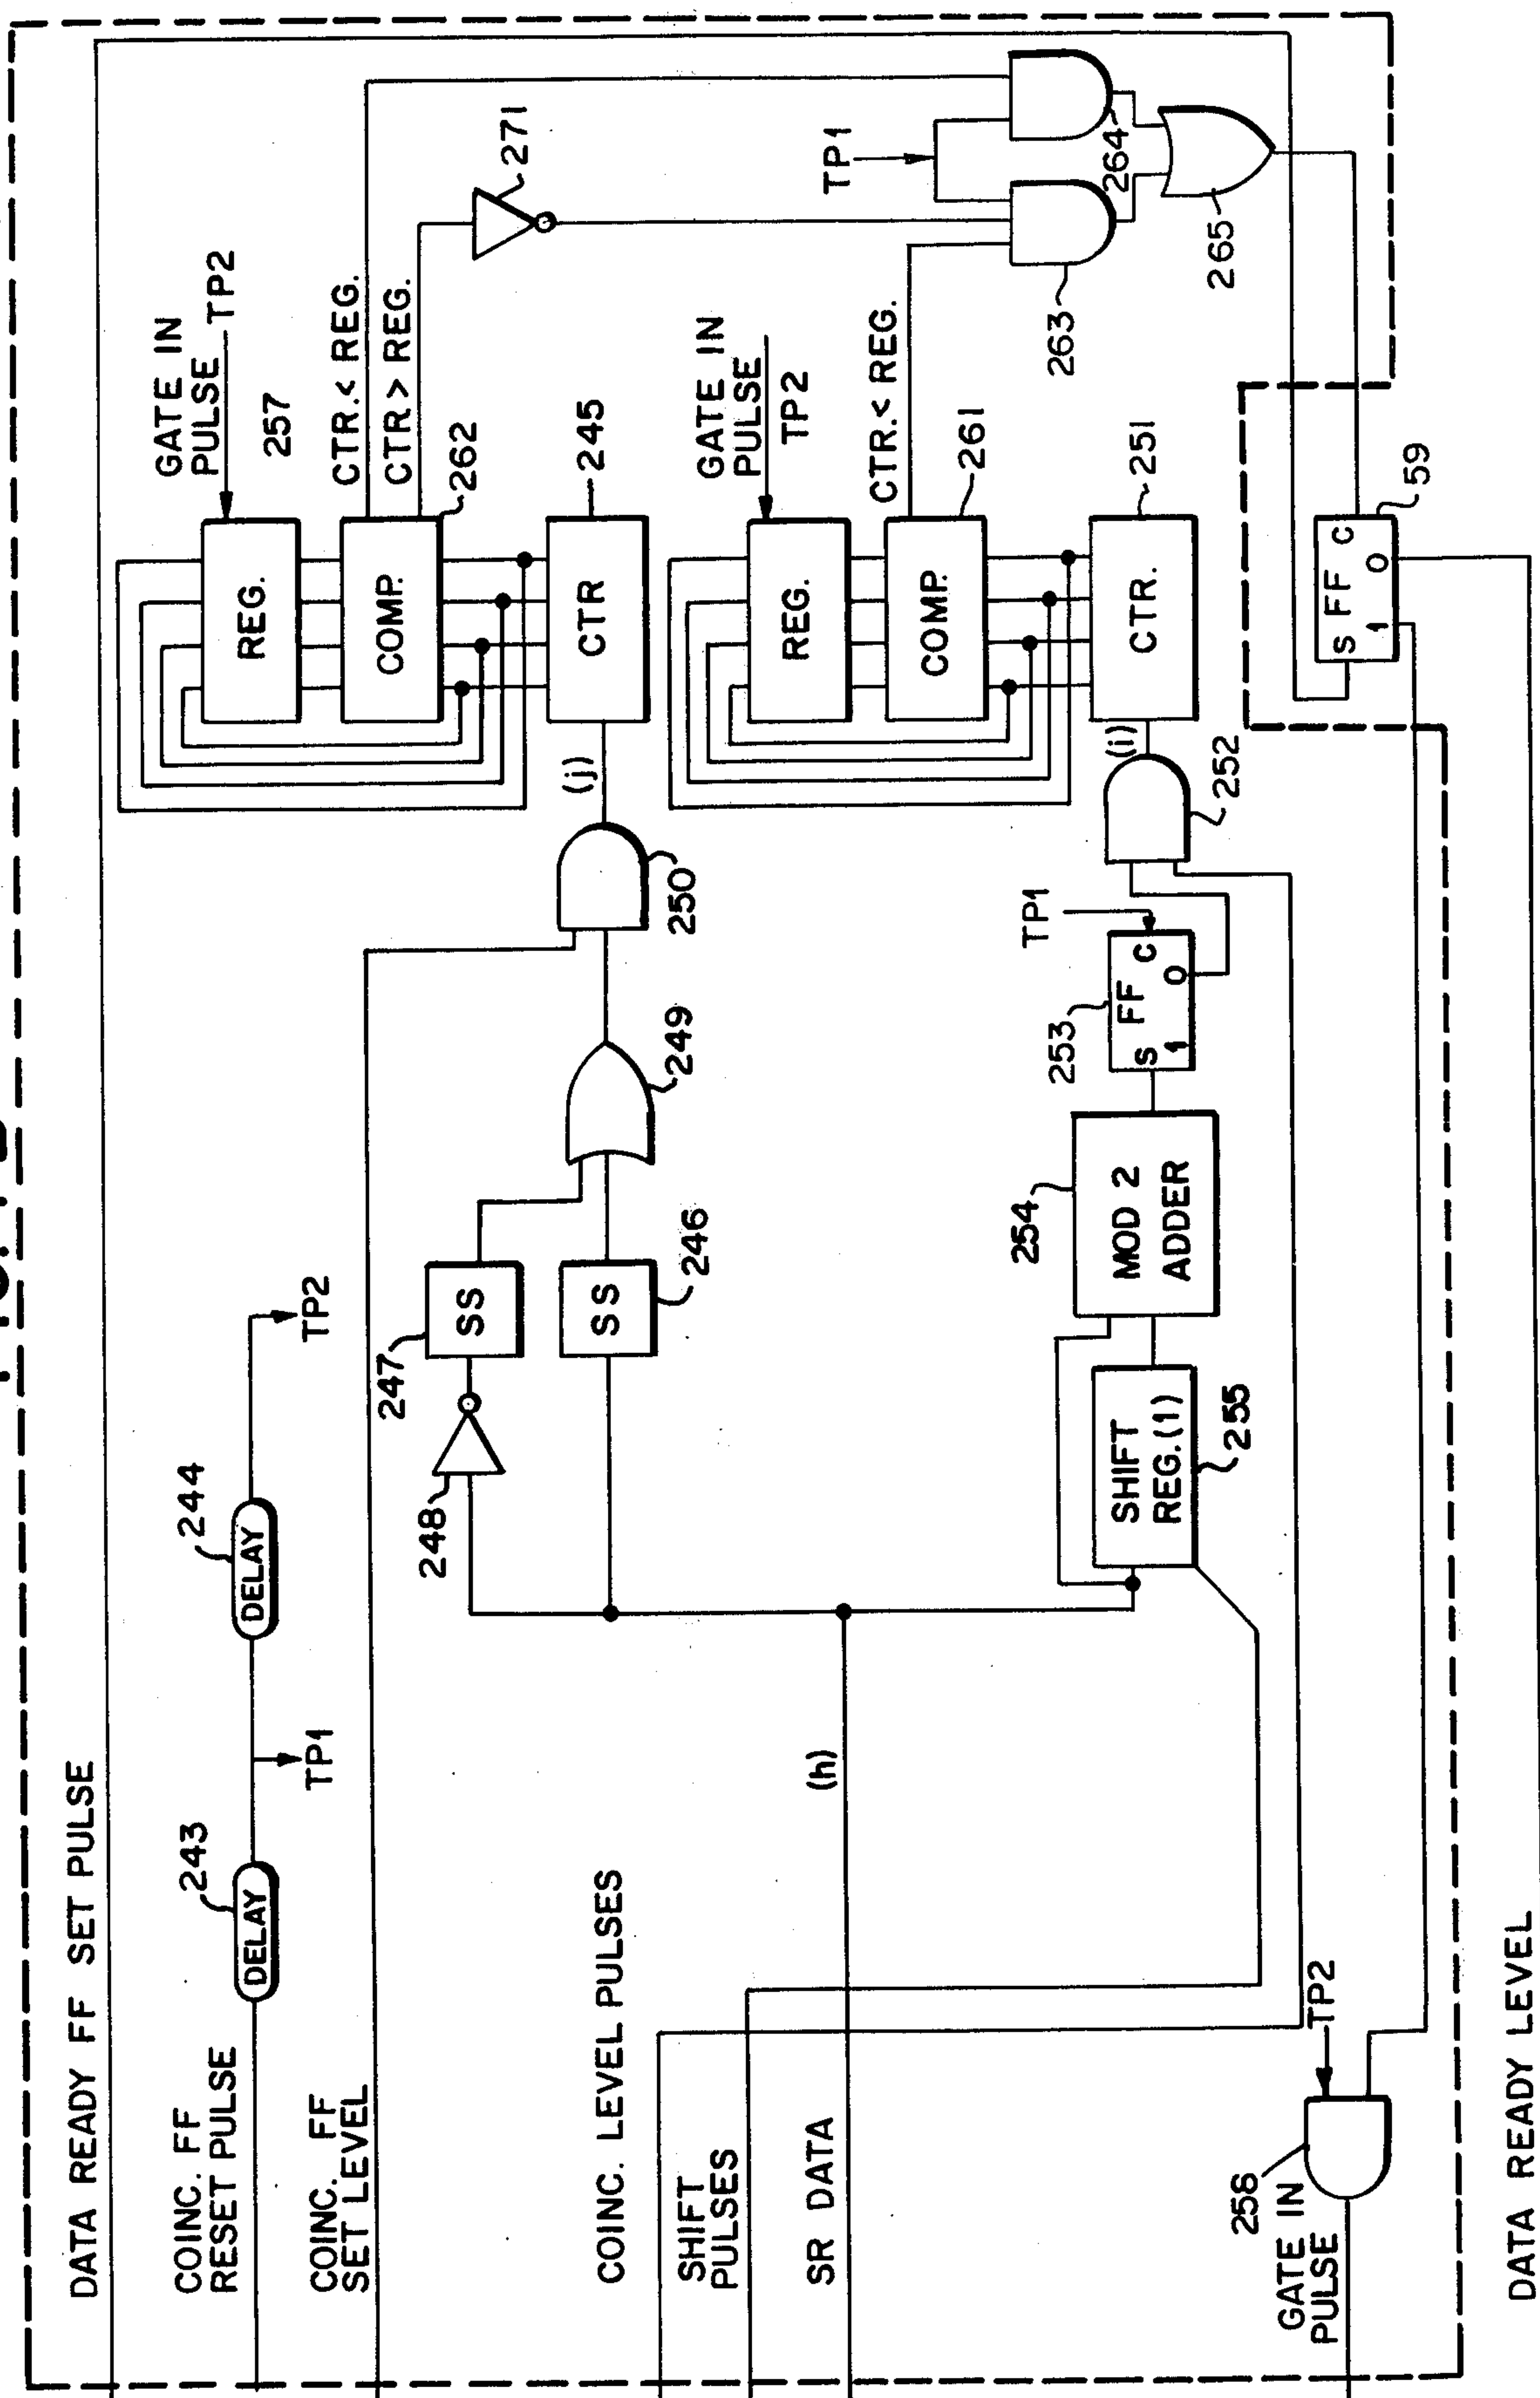 DATA READY FF SET PULSE
COINC. FF
RESET PULSE
243
DELAY
TP1
244
DELAY
TP2
COINC. FF
SET LEVEL
COINC. LEVEL PULSES
SHIFT
PULSES
SR DATA
(h)
248
247
SS
SS
246
249
250
(j)
GATE IN
PULSE
TP2
257
REG.
CTR.< REG.
CTR> REG.
COMP.
262
CTR
245
271
GATE IN
PULSE
TP2
REG.
CTR.< REG.
COMP.
261
CTR.
251
(i)
252
TP1
253
S FF C
1 0
254
MOD 2
ADDER
SHIFT
REG.(1)
255
TP1
263
264
265
S FF C
1 0
59
TP2
258
GATE IN
PULSE
DATA READY LEVEL